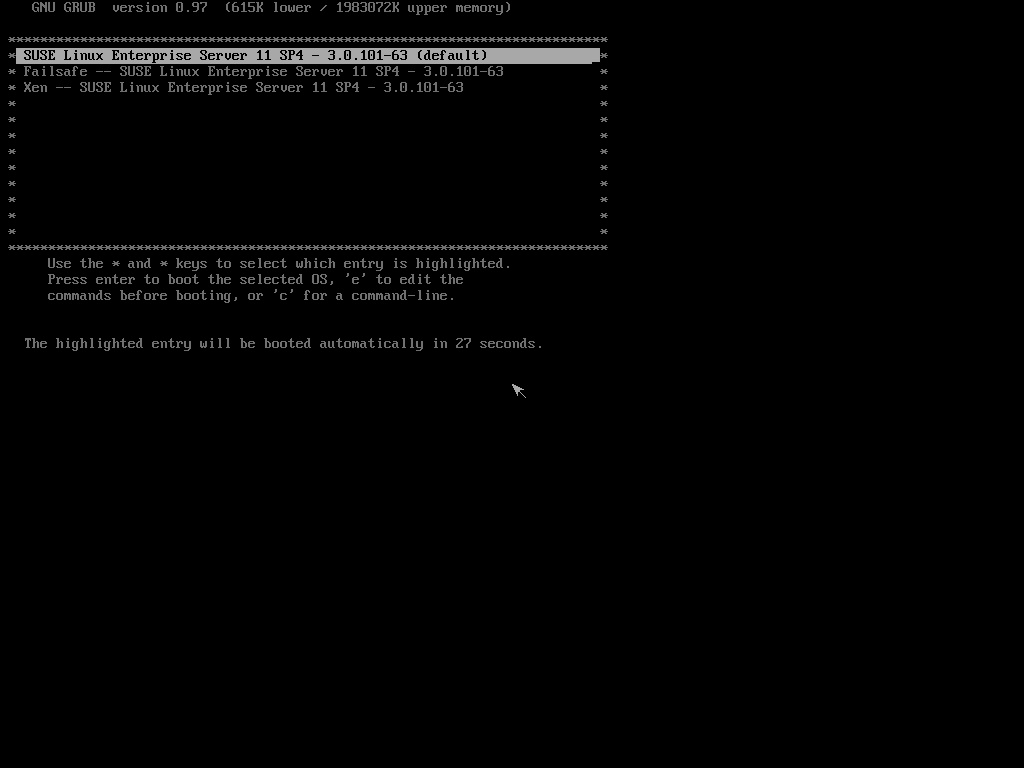 GNU GRUB  version 0.97  (615K lower / 1983072K upper memory)
***************************************************************************
* SUSE Linux Enterprise Server 11 SP4 - 3.0.101-63 (default) *
* Failsafe -- SUSE Linux Enterprise Server 11 SP4 - 3.0.101-63 *
* Xen -- SUSE Linux Enterprise Server 11 SP4 - 3.0.101-63 *
* *
* *
* *
* *
* *
* *
* *
* *
* *
***************************************************************************
Use the * and * keys to select which entry is highlighted.
Press enter to boot the selected OS, 'e' to edit the
commands before booting, or 'c' for a command-line.
The highlighted entry will be booted automatically in 27 seconds.